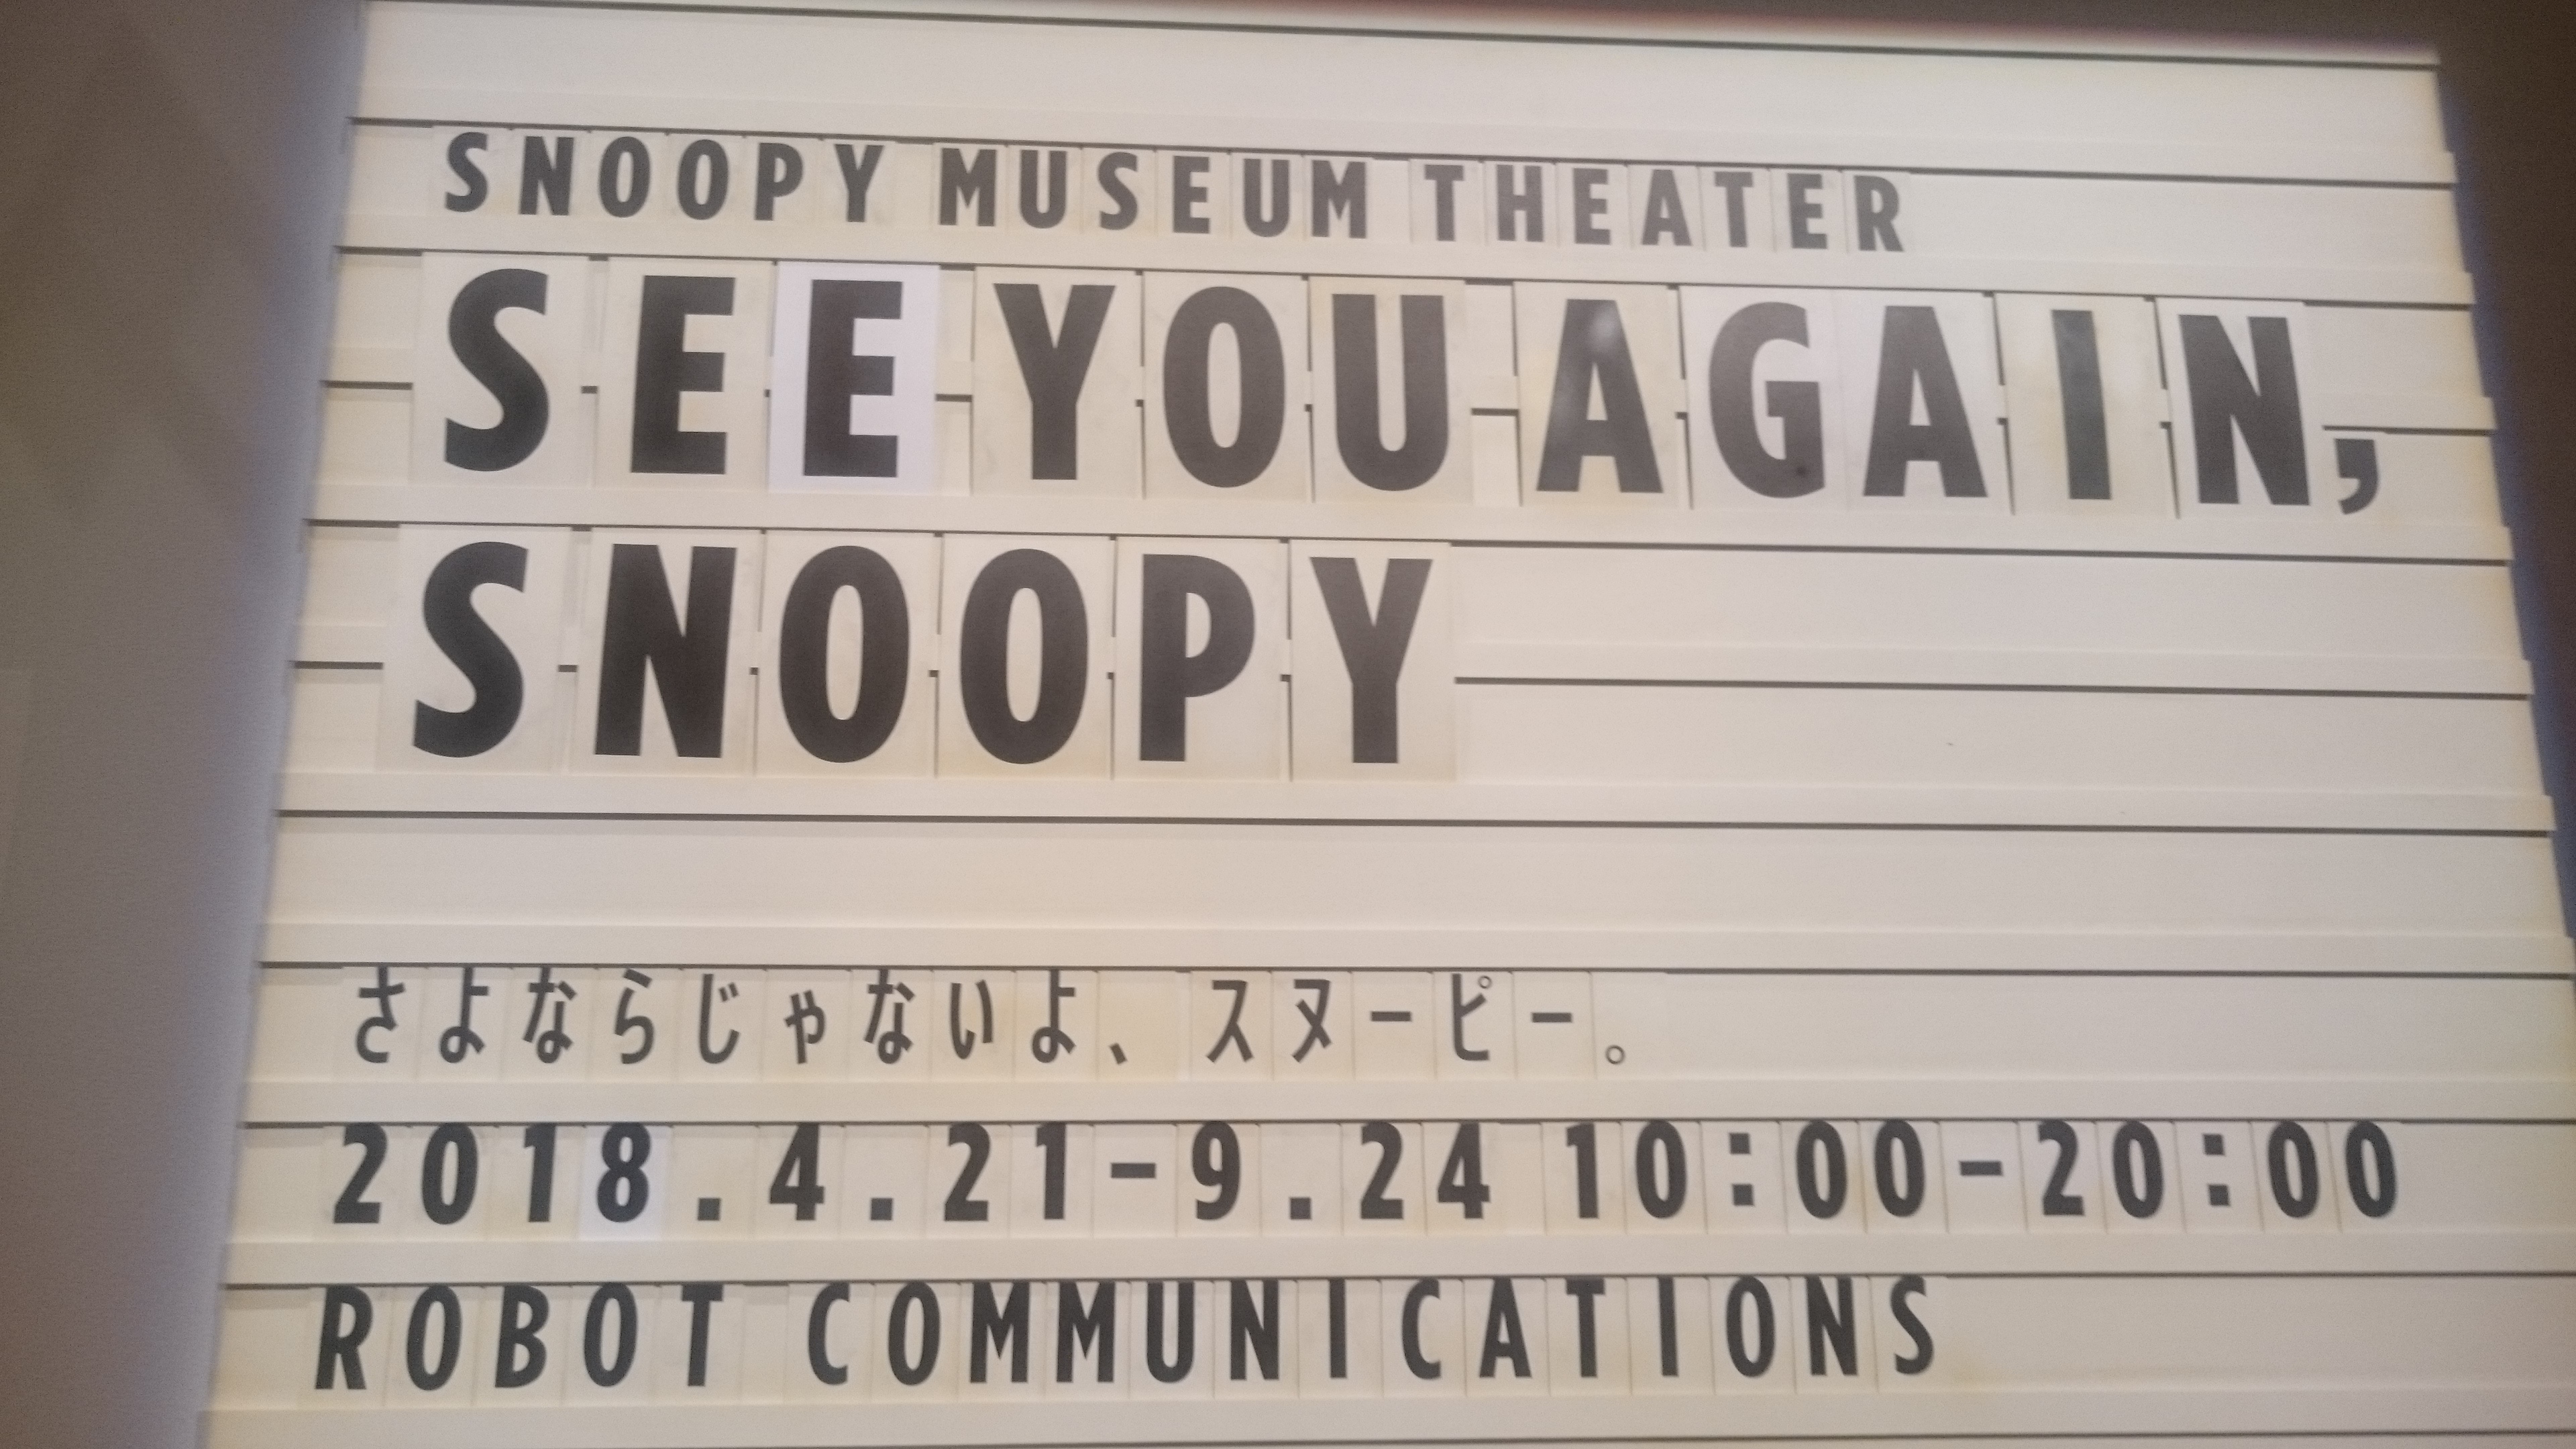 SNOOPY MUSEUM THEATER
SEE YOU AGAIN,
SNOOPY
さよならじゃないよ、スヌーピー。
2018.4.21-9.24 10:00-20:00
ROBOT COMMUNICATIONS